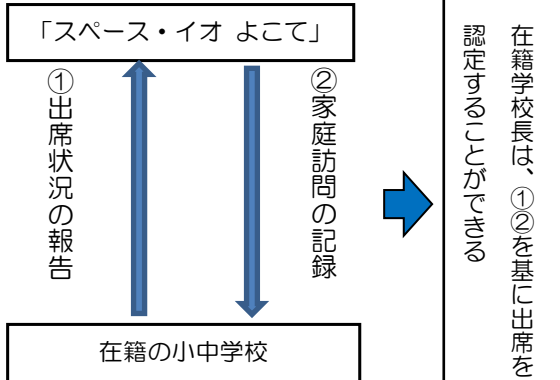 「スペース・イオ よこて」
①出席状況の報告
②家庭訪問の記録
在籍の小中学校
在籍学校長は、①②を基に出席を
認定することができる